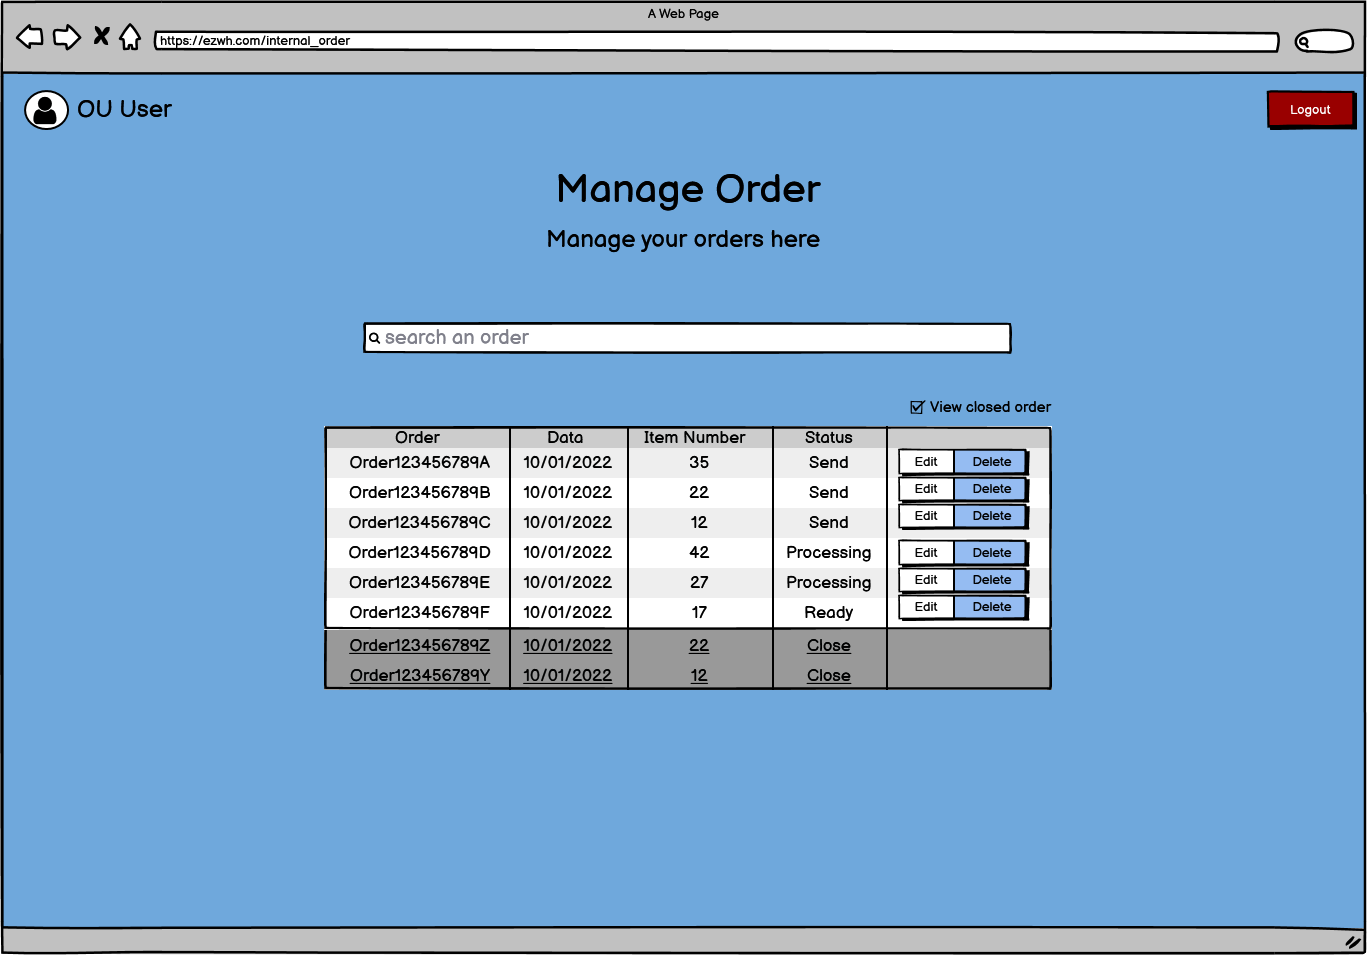 A Web Page
https://ezwh.com/internal_order
OU User
Logout
Manage Order
Manage your orders here
search an order
View closed order
Order Data Item Number Status
Order123456789A 10/01/2022 35 Send Edit Delete
Order123456789B 10/01/2022 22 Send Edit Delete
Order123456789C 10/01/2022 12 Send Edit Delete
Order123456789D 10/01/2022 42 Processing Edit Delete
Order123456789E 10/01/2022 27 Processing Edit Delete
Order123456789F 10/01/2022 17 Ready Edit Delete
Order123456789Z 10/01/2022 22 Close
Order123456789Y 10/01/2022 12 Close